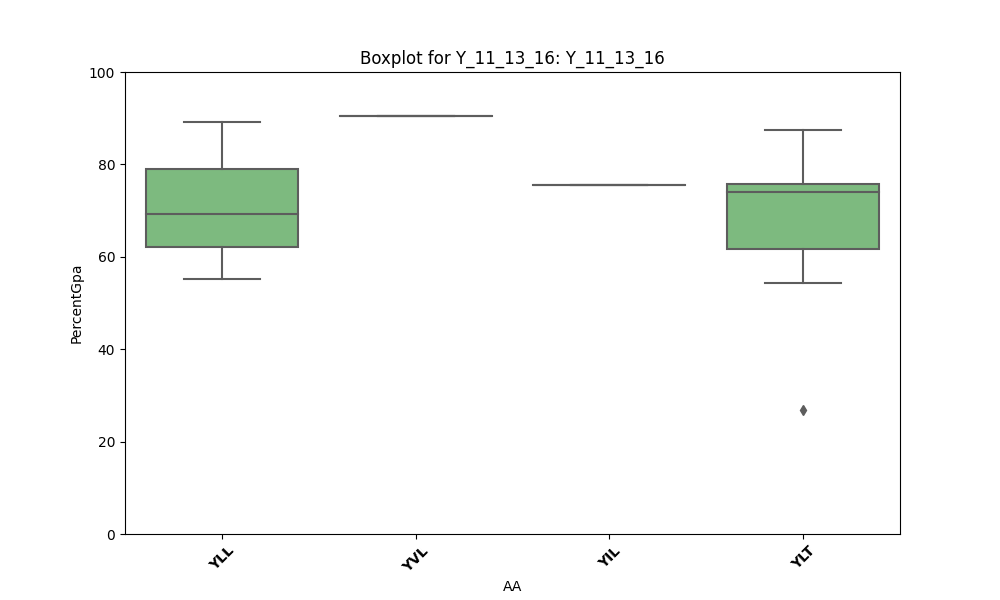 Boxplot for Y_11_13_16: Y_11_13_16
100
80
60
40
20
0
PercentGpa
YLL
YVL
YIL
YLT
AA